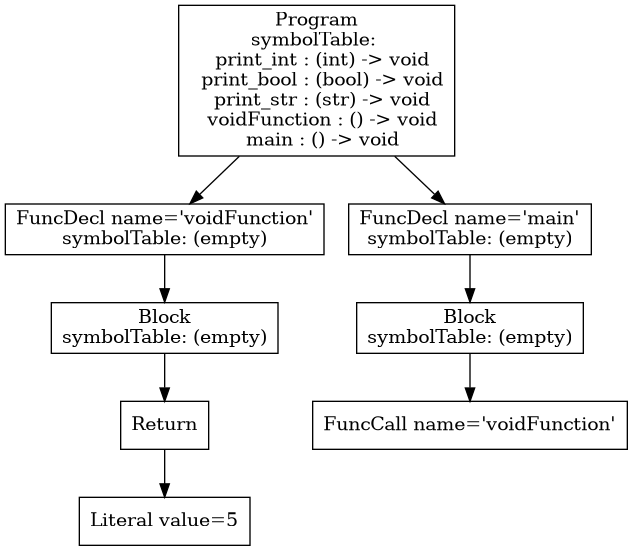 Program
symbolTable:
print_int : (int) -> void
print_bool : (bool) -> void
print_str : (str) -> void
voidFunction : () -> void
main : () -> void
FuncDecl name='voidFunction'
symbolTable: (empty)
FuncDecl name='main'
symbolTable: (empty)
Block
symbolTable: (empty)
Block
symbolTable: (empty)
Return
FuncCall name='voidFunction'
Literal value=5